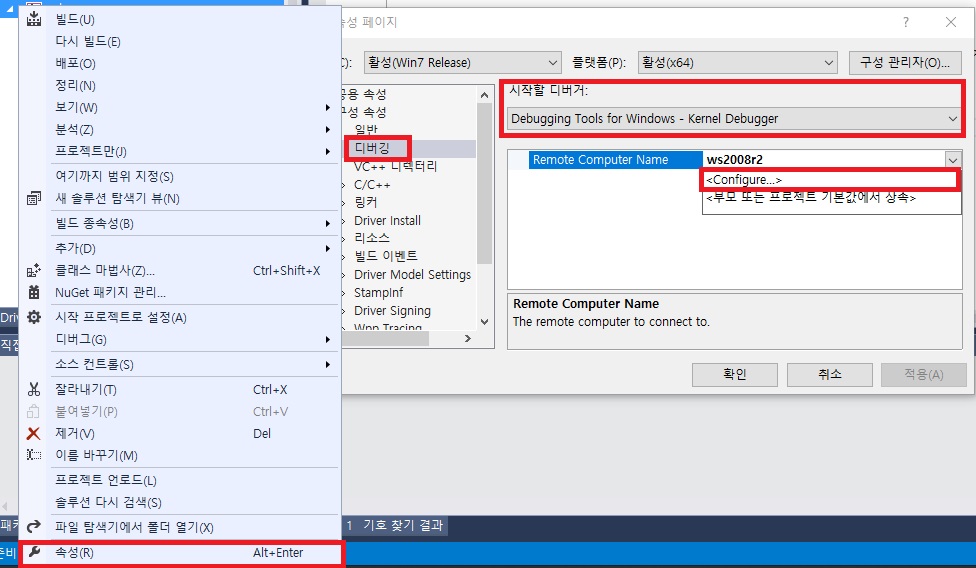 빌드(U)
다시 빌드(E)
배포(O)
정리(N)
보기(W)
분석(Z)
프로젝트만(J)
여기까지 범위 지정(S)
새 솔루션 탐색기 뷰(N)
빌드 종속성(B)
추가(D)
클래스 마법사(Z)... Ctrl+Shift+X
NuGet 패키지 관리...
시작 프로젝트로 설정(A)
디버그(G)
소스 컨트롤(S)
잘라내기(T) Ctrl+X
붙여넣기(P) Ctrl+V
제거(V) Del
이름 바꾸기(M)
프로젝트 언로드(L)
솔루션 다시 검색(S)
파일 탐색기에서 폴더 열기(X)
속성(R) Alt+Enter
속성 페이지
? 
활성(Win7 Release) 플랫폼(P): 활성(x64) 구성 관리자(O)...
공용 속성
구성 속성
일반
디버깅
VC++ 디렉터리
C/C++
링커
Driver Install
리소스
빌드 이벤트
Driver Model Settings
StampInf
Driver Signing
Wpp Tracing
시작할 디버거:
Debugging Tools for Windows - Kernel Debugger
Remote Computer Name ws2008r2
<Configure...>
<부모 또는 프로젝트 기본값에서 상속>
Remote Computer Name
The remote computer to connect to.
확인 취소 적용(A)
Driv
직접
1 기호 찾기 결과
준비